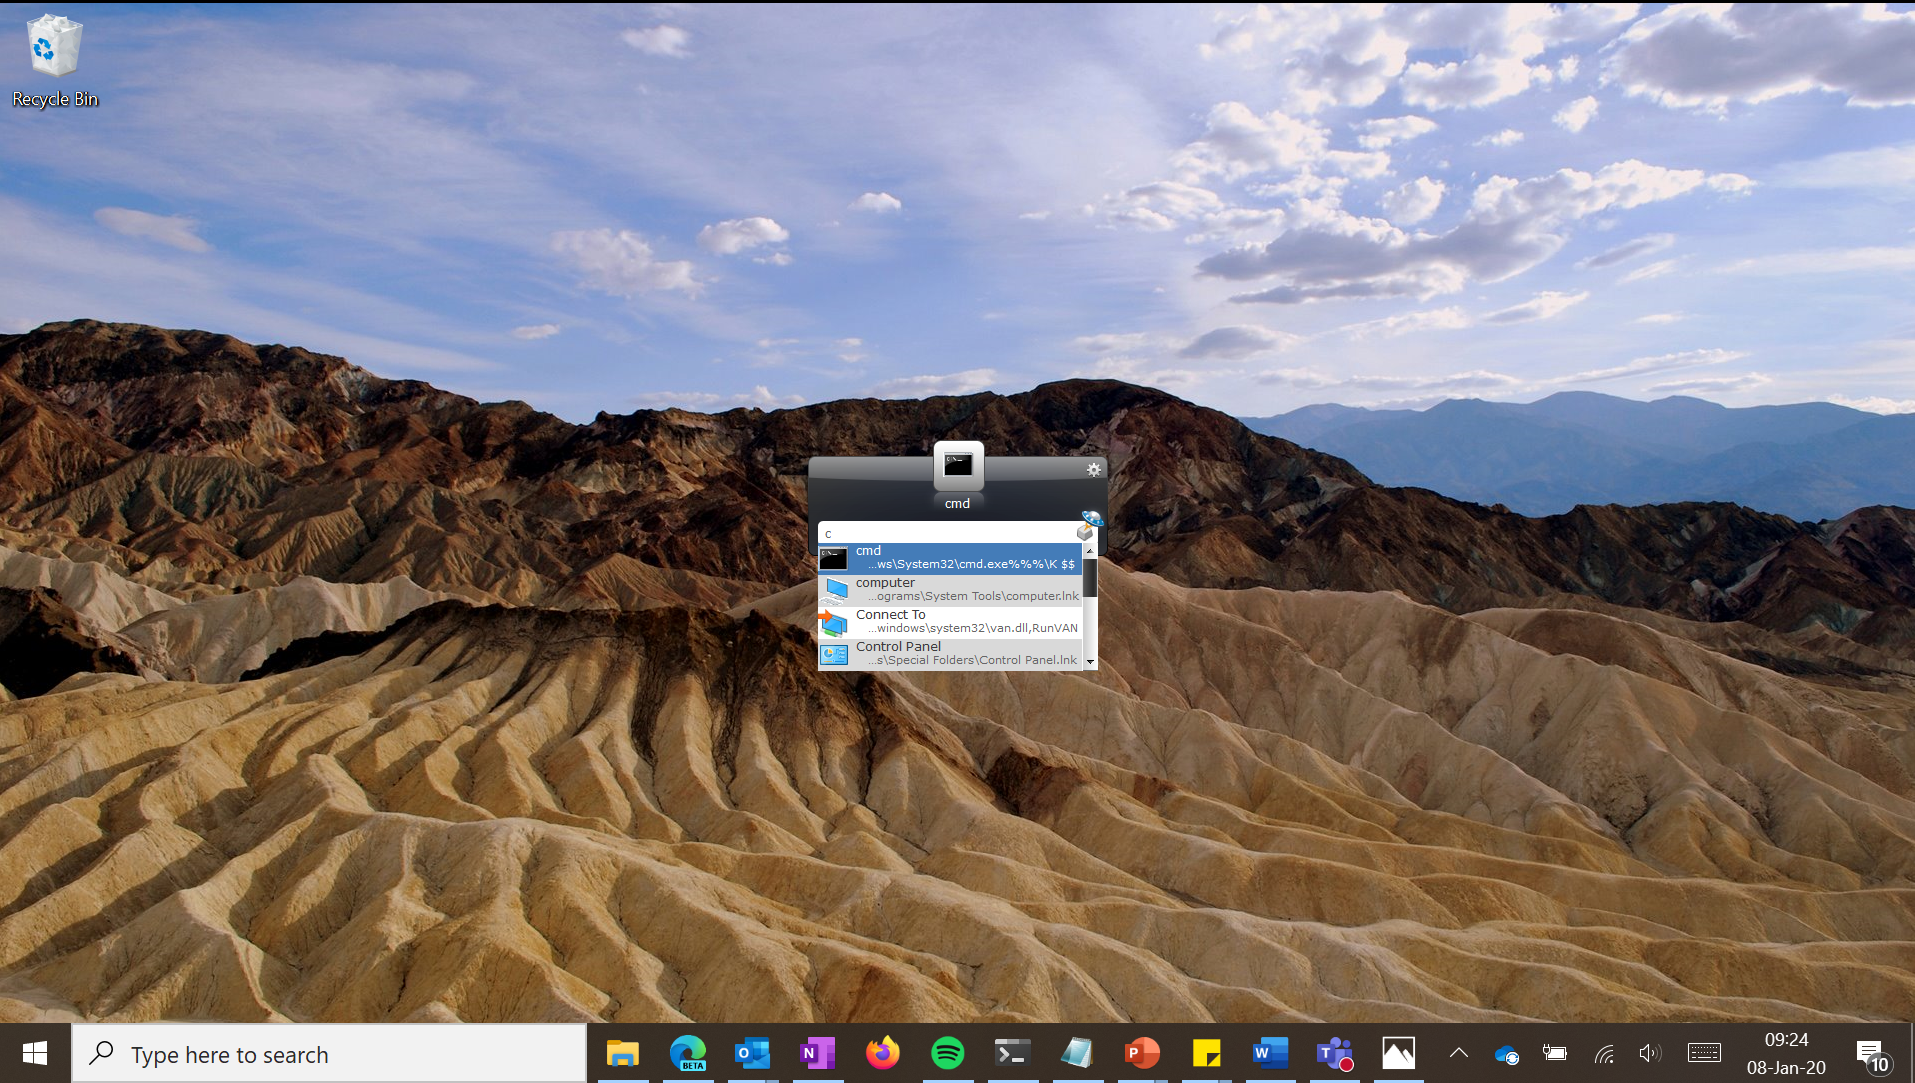 Recycle Bin
cmd
c
cmd
...ws\System32\cmd.exe%%%\K $$
computer
...ograms\System Tools\computer.lnk
Connect To
...windows\system32\van.dll,RunVAN
Control Panel
...s\Special Folders\Control Panel.lnk
Type here to search
BETA
O
N
P
W
T
09:24
08-Jan-20
10